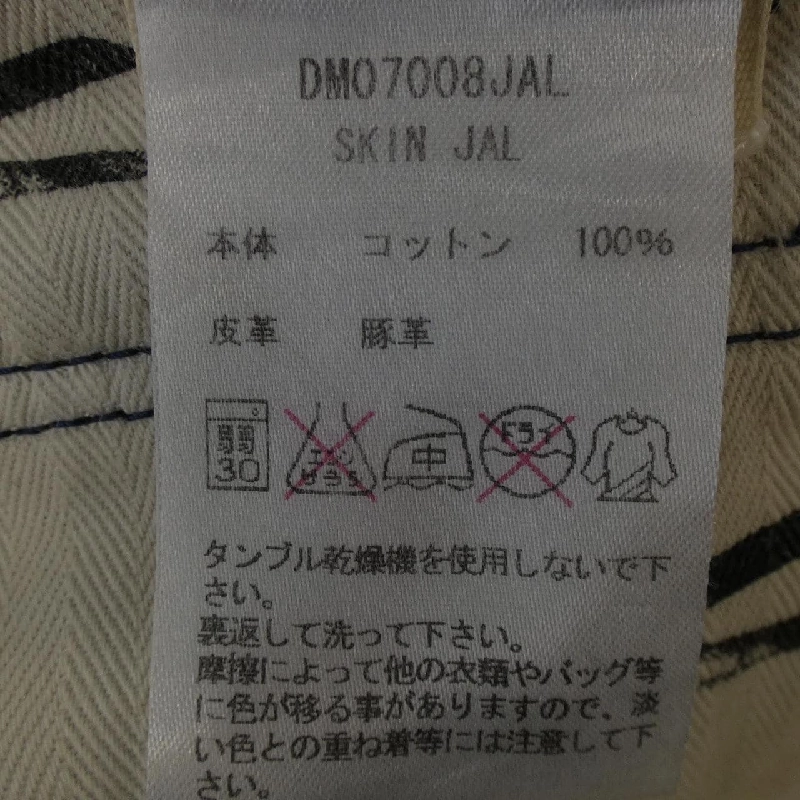 DM07008JAL
SKIN JAL
本体 コットン 100%
皮革 豚革
30
中
ドライ
タンブル乾燥機を使用しないで下
さい。
裏返して洗って下さい。
摩擦によって他の衣類やバッグ等
に色が移る事がありますので、淡
い色との重ね着等には注意して下
さい。